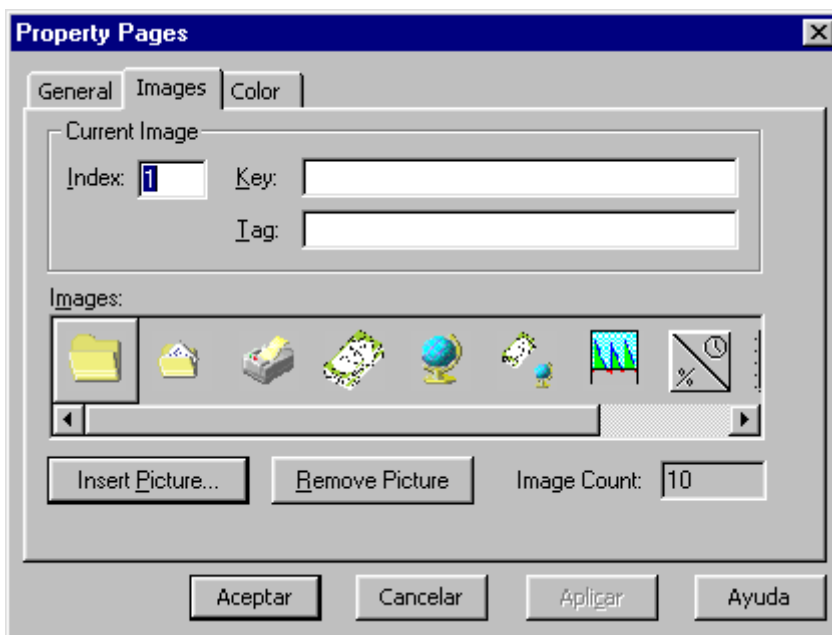 Property Pages
General Images Color
Current Image
Index: 1 Key:
Tag:
Images:
%
Insert Picture... Remove Picture Image Count: 10
Aceptar Cancelar Aplicar Ayuda